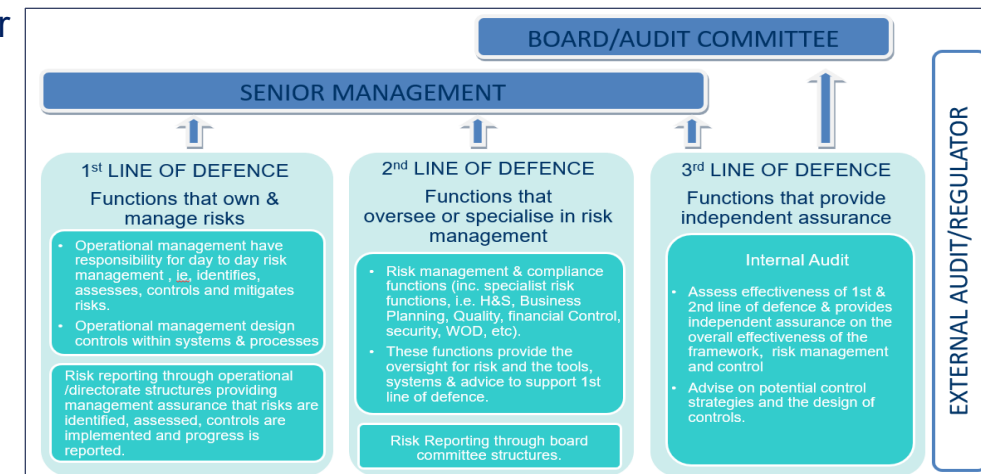 r
BOARD/AUDIT COMMITTEE
SENIOR MANAGEMENT
1st LINE OF DEFENCE
Functions that own &
manage risks
• Operational management have
responsibility for day to day risk
management , ie, identifies,
assesses, controls and mitigates
risks.
• Operational management design
controls within systems & processes
Risk reporting through operational
/directorate structures providing
management assurance that risks are
identified, assessed, controls are
implemented and progress is
reported.
2nd LINE OF DEFENCE
Functions that
oversee or specialise in risk
management
• Risk management & compliance
functions (inc. specialist risk
functions, i.e. H&S, Business
Planning, Quality, financial Control,
security, WOD, etc).
• These functions provide the
oversight for risk and the tools,
systems & advice to support 1st
line of defence.
Risk Reporting through board
committee structures.
3rd LINE OF DEFENCE
Functions that provide
independent assurance
Internal Audit
• Assess effectiveness of 1st &
2nd line of defence & provides
independent assurance on the
overall effectiveness of the
framework, risk management
and control
• Advise on potential control
strategies and the design of
controls.
EXTERNAL AUDIT/REGULATOR